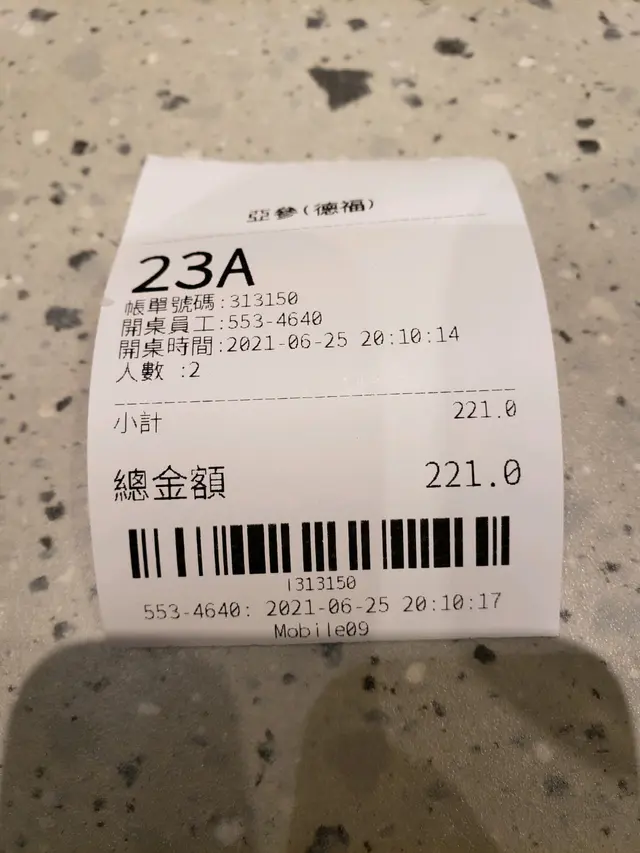 亞參(德福)
23A
帳單號碼:313150
開桌員工:553-4640
開桌時間:2021-06-25 20:10:14
人數 :2
小計 221.0
總金額 221.0
I313150
553-4640: 2021-06-25 20:10:17
Mobile09